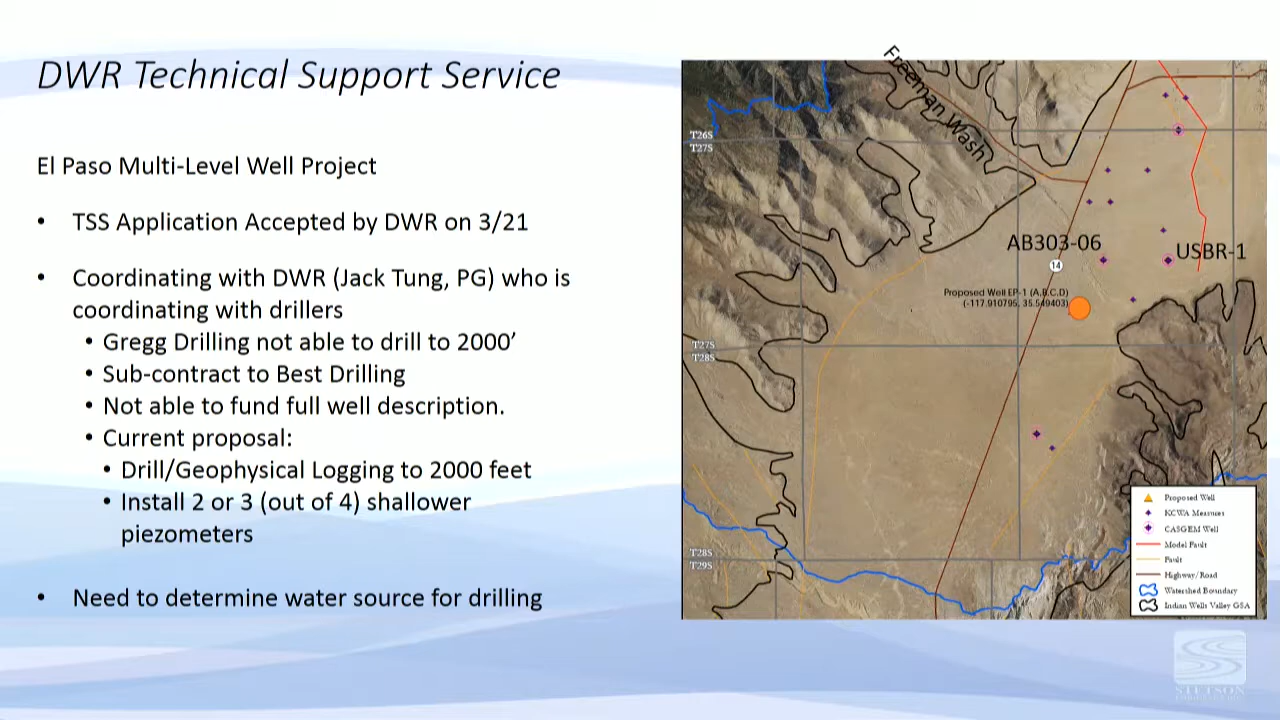 DWR Technical Support Service
El Paso Multi-Level Well Project
• TSS Application Accepted by DWR on 3/21
• Coordinating with DWR (Jack Tung, PG) who is
coordinating with drillers
• Gregg Drilling not able to drill to 2000’
• Sub-contract to Best Drilling
• Not able to fund full well description.
• Current proposal:
• Drill/Geophysical Logging to 2000 feet
• Install 2 or 3 (out of 4) shallower
piezometers
• Need to determine water source for drilling
Freeman Wash
T26S
T27S
AB303-06
USBR-1
14
Proposed Well EP-1 (A,B,C,D)
(-117.910795, 35.549403)
T27S
T28S
T28S
T29S
Proposed Well
KCWA Measures
CASGEM Well
Model Fault
Fault
Highway/Road
Watershed Boundary
Indian Wells Valley GSA
STETSON